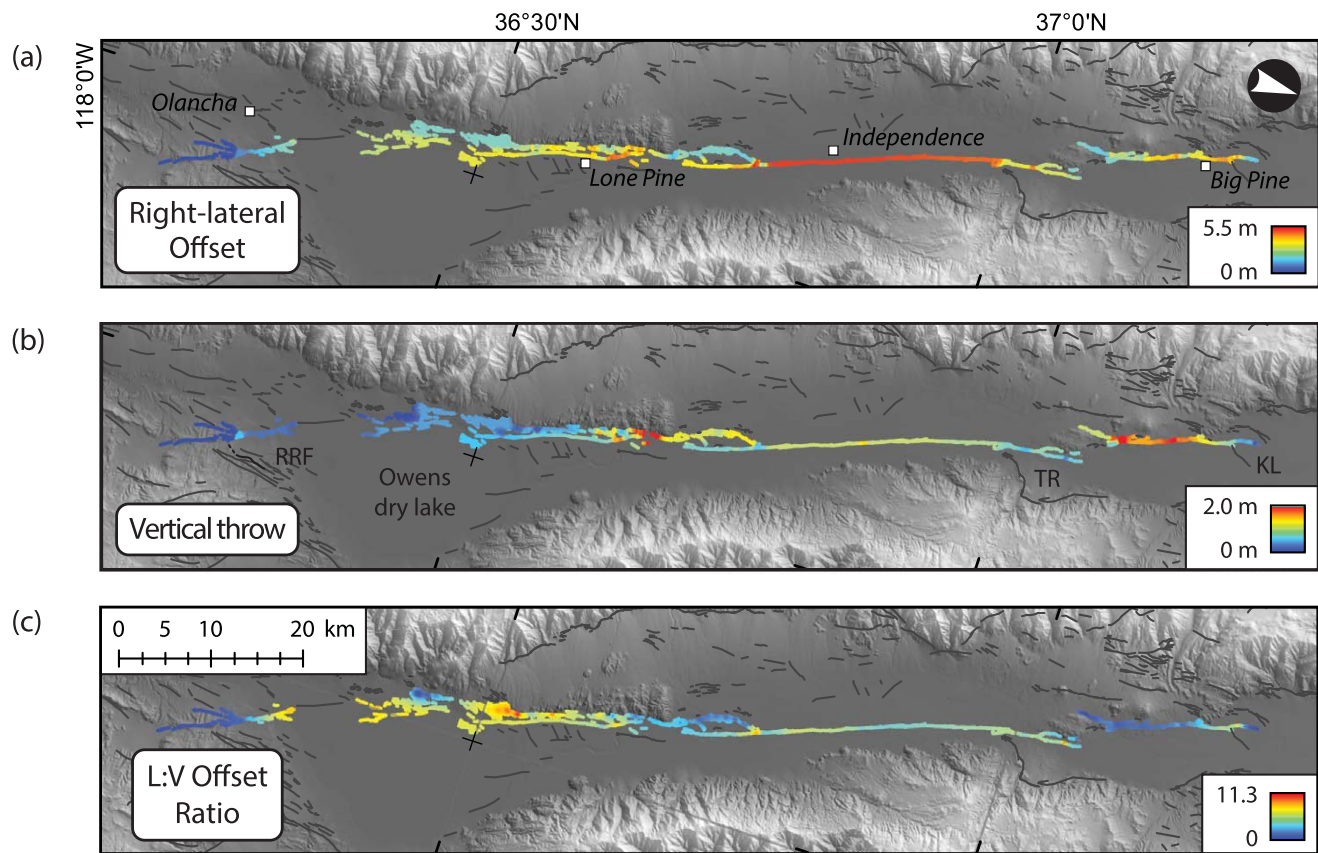 36°30'N
37°0'N
(a)
118°0'W
Olancha
Independence
Lone Pine
Big Pine
Right-lateral
Offset
5.5 m
0 m
(b)
RRF
Owens
dry lake
TR
KL
Vertical throw
2.0 m
0 m
(c)
0 5 10 20 km
L:V Offset
Ratio
11.3
0